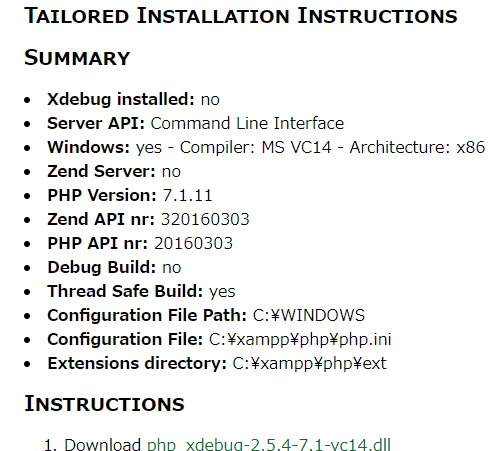 TAILORED INSTALLATION INSTRUCTIONS
SUMMARY
• Xdebug installed: no
• Server API: Command Line Interface
• Windows: yes - Compiler: MS VC14 - Architecture: x86
• Zend Server: no
• PHP Version: 7.1.11
• Zend API nr: 320160303
• PHP API nr: 20160303
• Debug Build: no
• Thread Safe Build: yes
• Configuration File Path: C:¥WINDOWS
• Configuration File: C:¥xampp¥php¥php.ini
• Extensions directory: C:¥xampp¥php¥ext
INSTRUCTIONS
1. Download php_xdebug-2.5.4-7.1-vc14.dll